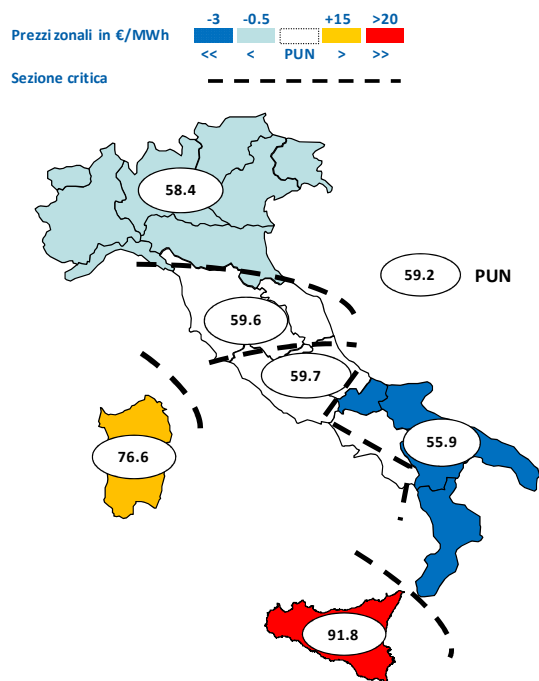 -3 -0.5 +15 >20
Prezzi zonali in €/MWh
<< < PUN > >>
Sezione critica
58.4
59.2 PUN
59.6
59.7
55.9
76.6
91.8